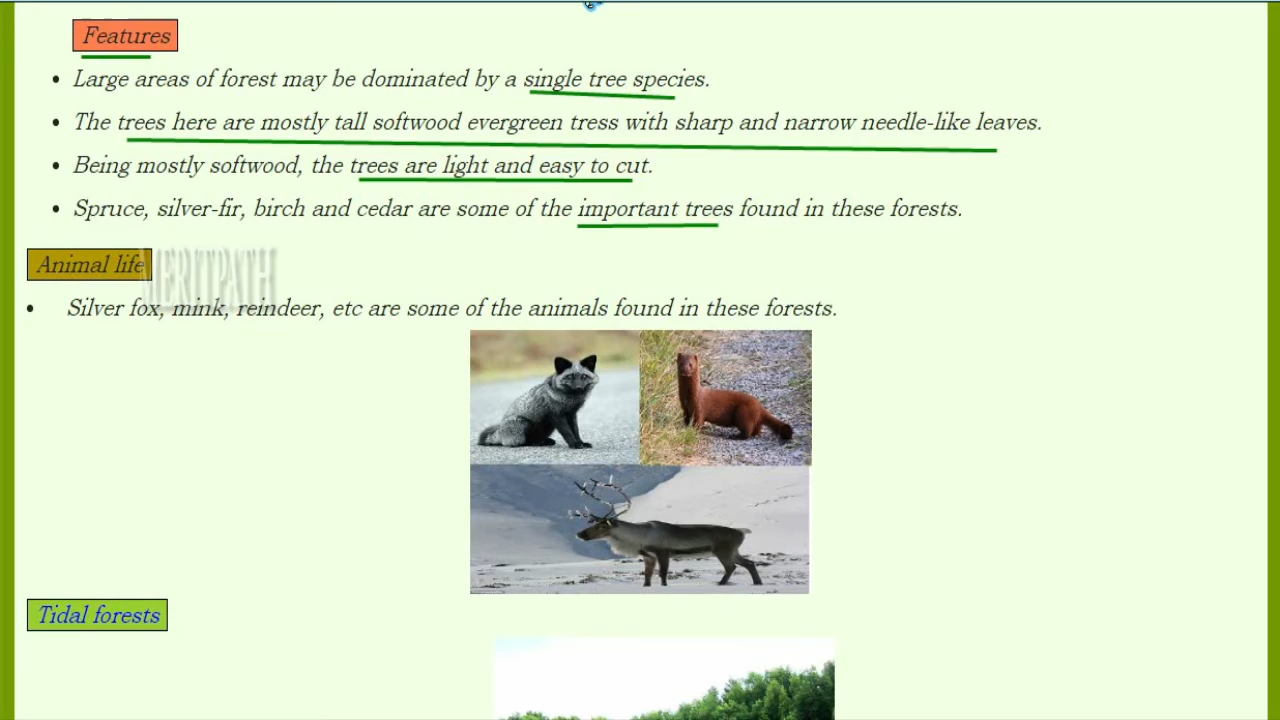 Features
• Large areas of forest may be dominated by a single tree species.
• The trees here are mostly tall softwood evergreen tress with sharp and narrow needle-like leaves.
• Being mostly softwood, the trees are light and easy to cut.
• Spruce, silver-fir, birch and cedar are some of the important trees found in these forests.
Animal life
MERITPATH
• Silver fox, mink, reindeer, etc are some of the animals found in these forests.
Tidal forests